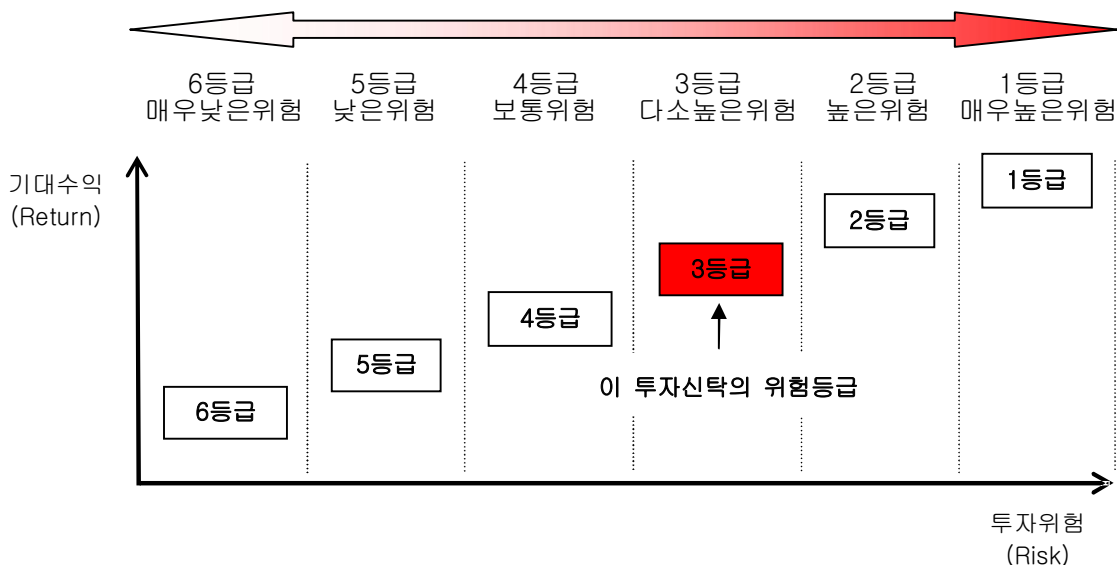 6등급 5등급 4등급 3등급 2등급 1등급
매우낮은위험 낮은위험 보통위험 다소높은위험 높은위험 매우높은위험
기대수익
(Return)
1등급
2등급
3등급
4등급
5등급
이 투자신탁의 위험등급
6등급
투자위험
(Risk)